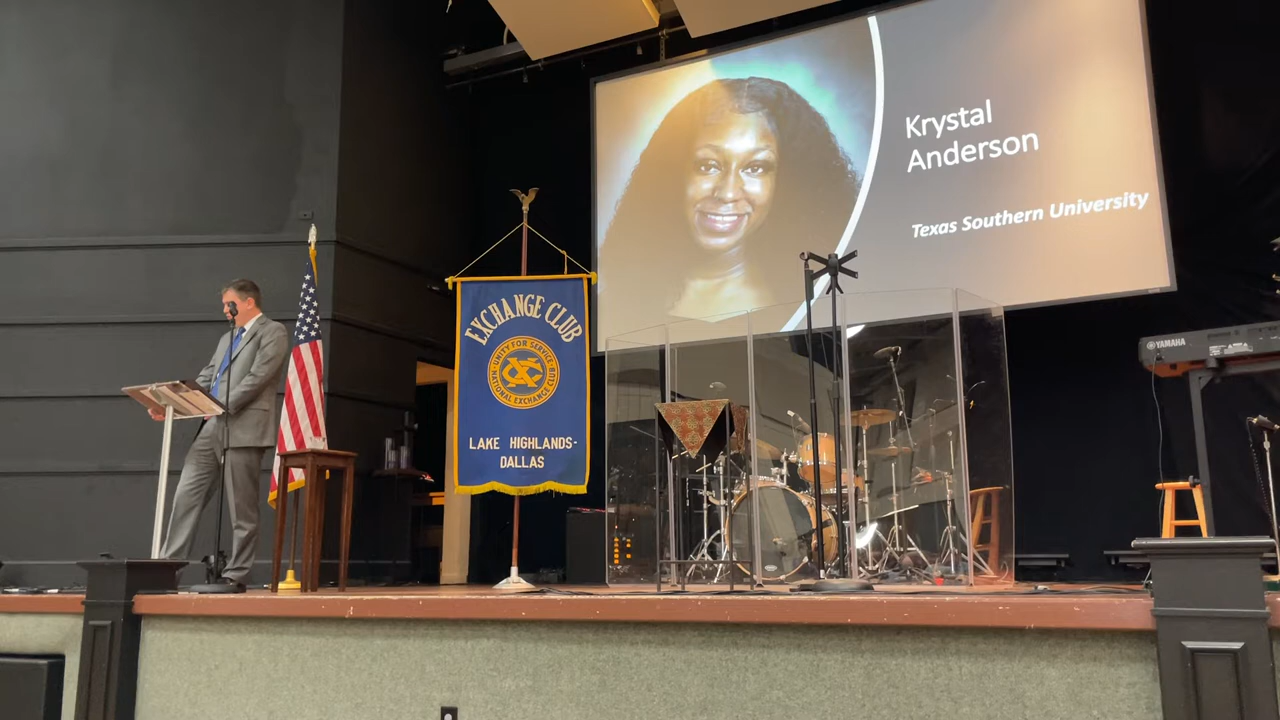 Krystal
Anderson
Texas Southern University
EXCHANGE CLUB
UNITY FOR SERVICE
NATIONAL EXCHANGE CLUB
LAKE HIGHLANDS-
DALLAS
YAMAHA